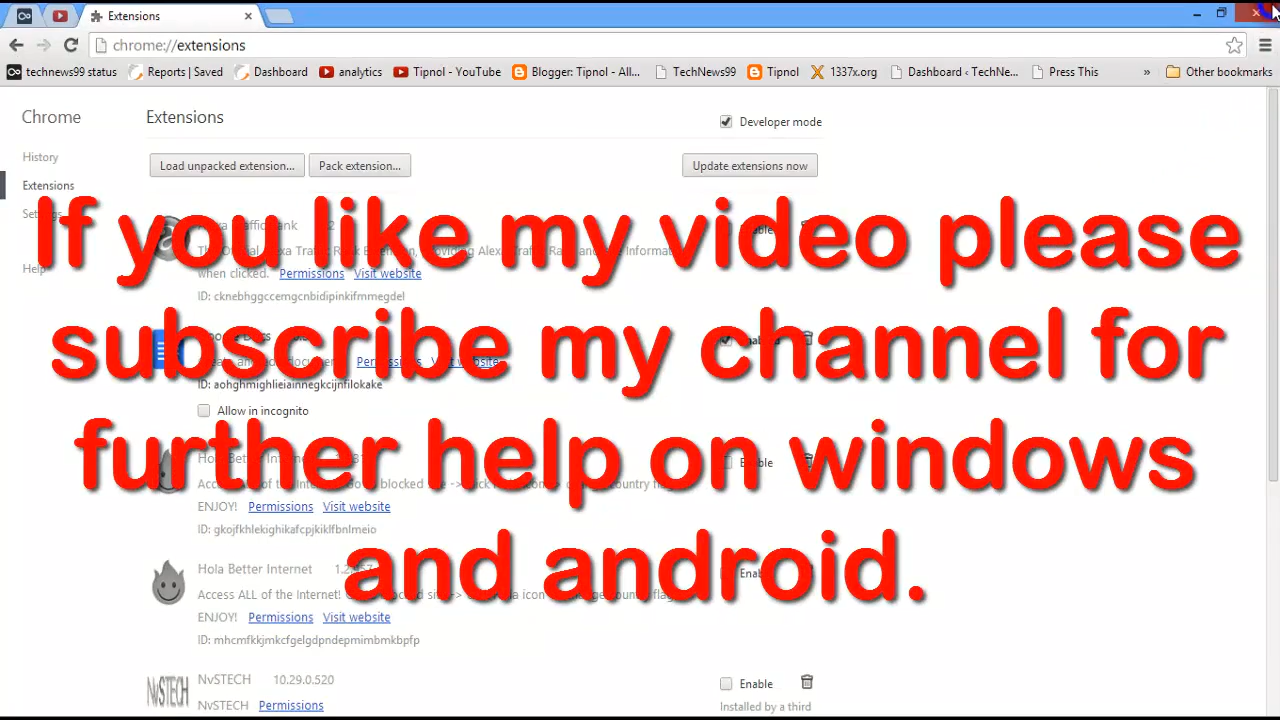 Extensions
chrome://extensions
technews99 status
Reports | Saved
Dashboard
analytics
Tipnol - YouTube
Blogger: Tipnol - All...
TechNews99
Tipnol
1337x.org
Dashboard ‹ TechNe...
Press This
»
Other bookmarks
Chrome
Extensions
Developer mode
History
Extensions
Help
Load unpacked extension...
Pack extension...
Update extensions now
If you like my video please
subscribe my channel for
further help on windows
and android.
when clicked. Permissions Visit website
ID: cknebhggccemgcnbidipinkifmmegdel
ID: aohghmighlieiainnegkcijnfilokake
Allow in incognito
Enable
ENJOY! Permissions Visit website
ID: gkojfkhlekighikafcpjkiklfbnlmeio
Hola Better Internet
Access ALL of the Internet!
ENJOY! Permissions Visit website
ID: mhcmfkkjmkcfgelgdpndepmimbmkbpfp
NvSTECH
NvSTECH 10.29.0.520
Enable
NvSTECH Permissions
Installed by a third